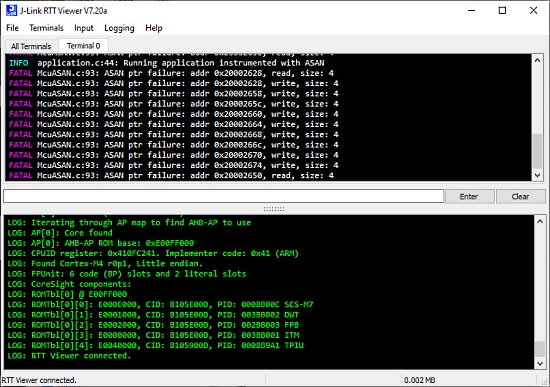 J-Link RTT Viewer V7.20a
File Terminals Input Logging Help
All Terminals Terminal 0
INFO application.c:44: Running application instrumented with ASAN
FATAL McuASAN.c:93: ASAN ptr failure: addr 0x20002628, read, size: 4
FATAL McuASAN.c:93: ASAN ptr failure: addr 0x20002628, write, size: 4
FATAL McuASAN.c:93: ASAN ptr failure: addr 0x20002658, write, size: 4
FATAL McuASAN.c:93: ASAN ptr failure: addr 0x2000265c, write, size: 4
FATAL McuASAN.c:93: ASAN ptr failure: addr 0x20002660, write, size: 4
FATAL McuASAN.c:93: ASAN ptr failure: addr 0x20002664, write, size: 4
FATAL McuASAN.c:93: ASAN ptr failure: addr 0x20002668, write, size: 4
FATAL McuASAN.c:93: ASAN ptr failure: addr 0x2000266c, write, size: 4
FATAL McuASAN.c:93: ASAN ptr failure: addr 0x20002670, write, size: 4
FATAL McuASAN.c:93: ASAN ptr failure: addr 0x20002674, write, size: 4
FATAL McuASAN.c:93: ASAN ptr failure: addr 0x20002650, read, size: 4
Enter Clear
LOG: Iterating through AP map to find AHB-AP to use
LOG: AP[0]: Core found
LOG: AP[0]: AHB-AP ROM base: 0xE00FF000
LOG: CPUID register: 0x410FC241. Implementer code: 0x41 (ARM)
LOG: Found Cortex-M4 r0p1, Little endian.
LOG: FPUnit: 6 code (BP) slots and 2 literal slots
LOG: CoreSight components:
LOG: ROMTbl[0] @ E00FF000
LOG: ROMTbl[0][0]: E000E000, CID: B105E00D, PID: 000BB00C SCS-M7
LOG: ROMTbl[0][1]: E0001000, CID: B105E00D, PID: 003BB002 DWT
LOG: ROMTbl[0][2]: E0002000, CID: B105E00D, PID: 002BB003 FPB
LOG: ROMTbl[0][3]: E0000000, CID: B105E00D, PID: 003BB001 ITM
LOG: ROMTbl[0][4]: E0040000, CID: B105900D, PID: 000BB9A1 TPIU
LOG: RTT Viewer connected.
RTT Viewer connected. 0.002 MB